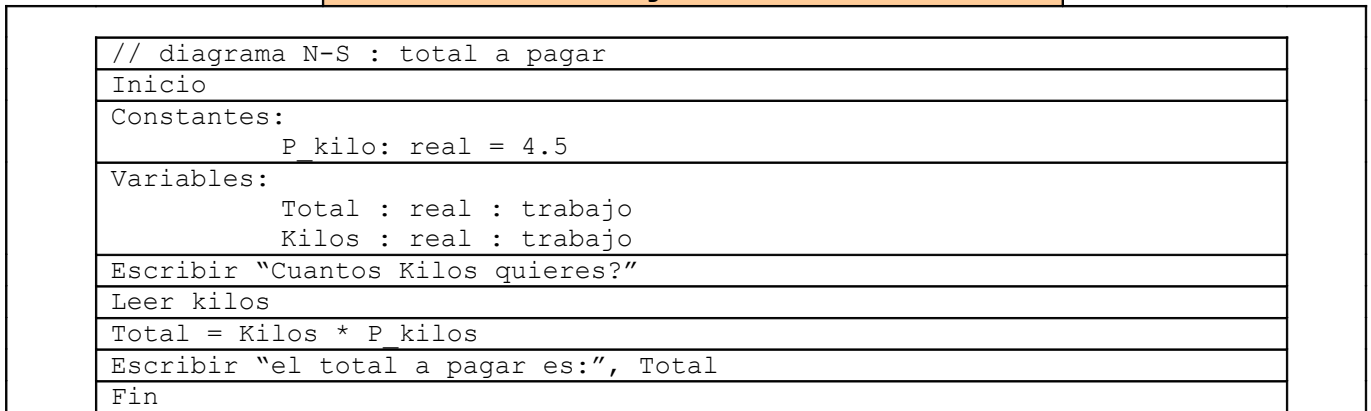 // diagrama N-S : total a pagar
Inicio
Constantes:
P_kilo: real = 4.5
Variables:
Total : real : trabajo
Kilos : real : trabajo
Escribir “Cuantos Kilos quieres?”
Leer kilos
Total = Kilos * P_kilos
Escribir “el total a pagar es:”, Total
Fin